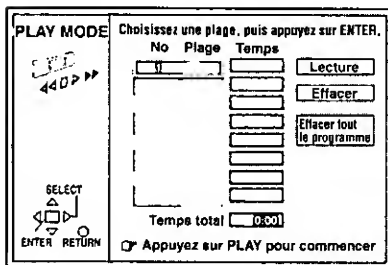 PLAY MODE
Choisissez une plage, puis appuyez sur ENTER.
No Plage Temps
Lecture
Effacer
Effacer tout
le programme
SELECT
ENTER RETURN
Temps total 0:00
☞ Appuyez sur PLAY pour commencer